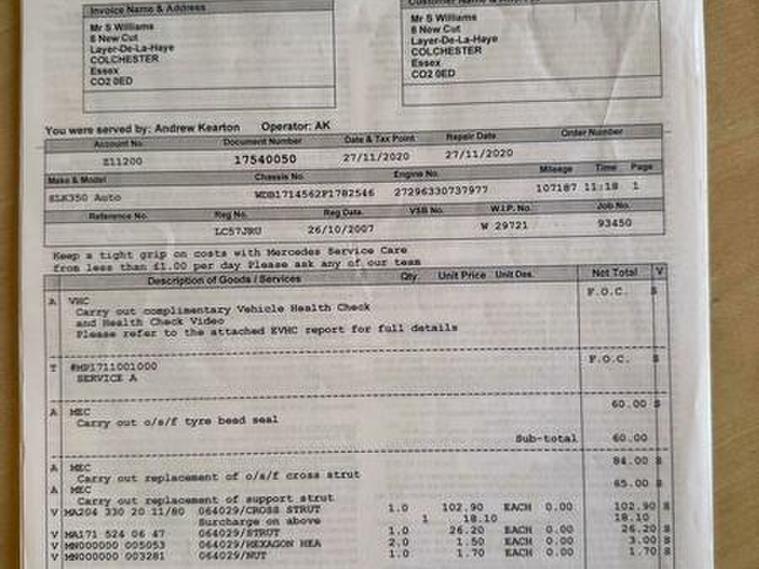 Invoice Name & Address
Mr S Williams
8 New Cut
Layer-De-La-Haye
COLCHESTER
Essex
CO2 0ED
Customer Name & Address
Mr S Williams
8 New Cut
Layer-De-La-Haye
COLCHESTER
Essex
CO2 0ED
You were served by: Andrew Kearton Operator: AK
Account No. Document Number Date & Tax Point Repair Date Order Number
Z11200 17540050 27/11/2020 27/11/2020
Make & Model Chassis No. Engine No. Mileage Time Page
SLK350 Auto WDB1714562F1782546 27296330737977 107187 11:18 1
Reference No. Reg No. Reg Date. VSB No. W.I.P. No. Job No.
LC57JRU 26/10/2007 W 29721 93450
Keep a tight grip on costs with Mercedes Service Care
from less than £1.00 per day Please ask any of our team
Description of Goods / Services Qty. Unit Price Unit Des. Net Total V
A VHC F.O.C. S
Carry out complimentary Vehicle Health Check
and Health Check Video
Please refer to the attached EVHC report for full details
T #MP1711001000 F.O.C. S
SERVICE A
A MEC 60.00 S
Carry out o/s/f tyre bead seal
Sub-total 60.00
A MEC 84.00 S
Carry out replacement of o/s/f cross strut
A MEC 65.00 S
Carry out replacement of support strut
V MA204 330 20 11/80 064029/CROSS STRUT 1.0 102.90 EACH 0.00 102.90 S
Surcharge on above 1 18.10 18.10
V MA171 524 06 47 064029/STRUT 1.0 26.20 EACH 0.00 26.20 S
V MN000000 005053 064029/HEXAGON HEA 2.0 1.50 EACH 0.00 3.00 S
V MN000000 003281 064029/NUT 1.0 1.70 EACH 0.00 1.70 S